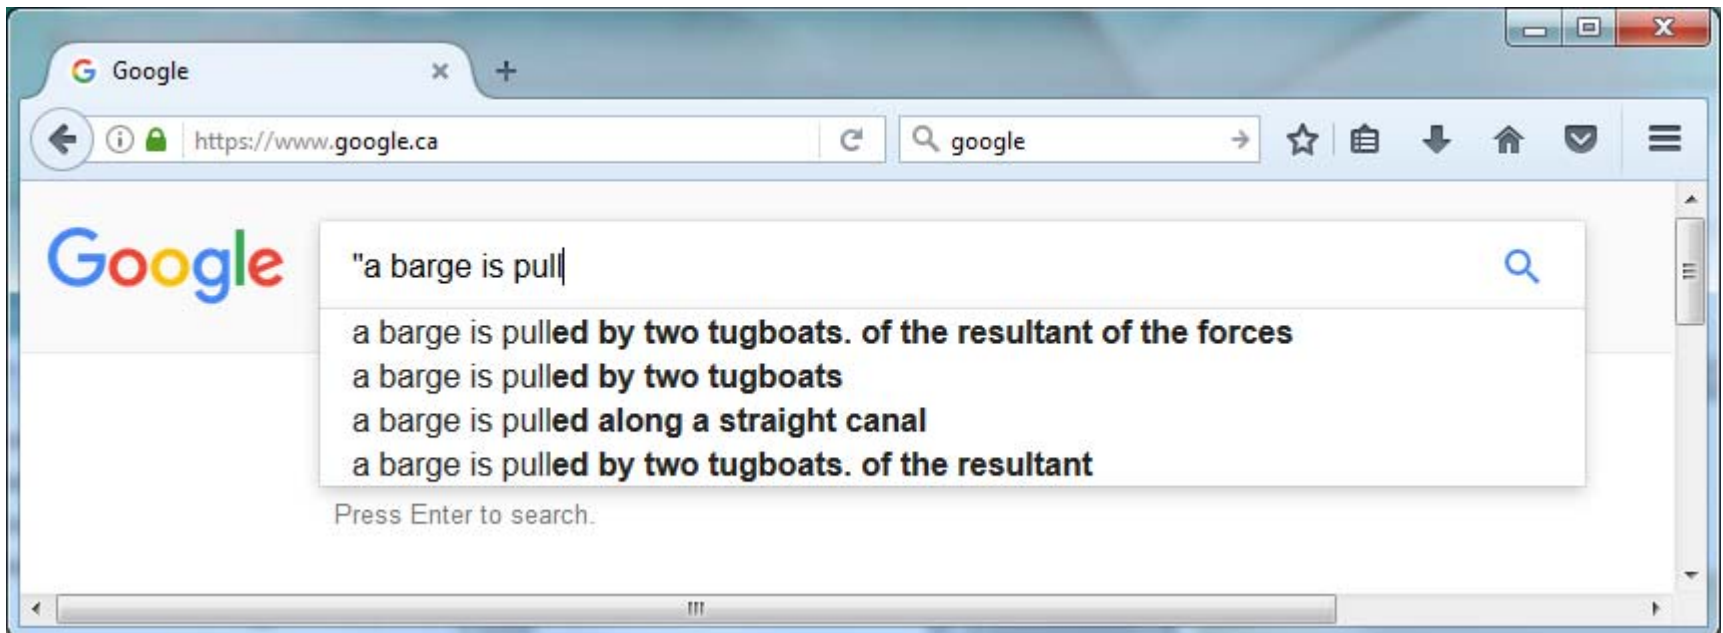 Google
https://www.google.ca
google
Google
"a barge is pull
a barge is pulled by two tugboats. of the resultant of the forces
a barge is pulled by two tugboats
a barge is pulled along a straight canal
a barge is pulled by two tugboats. of the resultant
Press Enter to search.